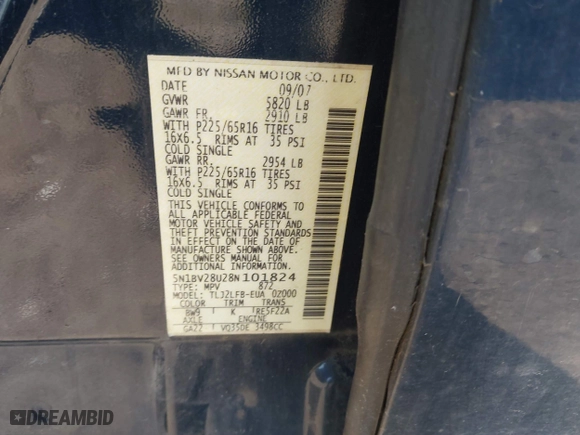 MFD BY NISSAN MOTOR CO., LTD.
DATE 09/07
GVWR 5820 LB
GAWR FR. 2910 LB
WITH P225/65R16 TIRES
16X6.5 RIMS AT 35 PSI
COLD SINGLE
GAWR RR. 2954 LB
WITH P225/65R16 TIRES
16X6.5 RIMS AT 35 PSI
COLD SINGLE
THIS VEHICLE CONFORMS TO
ALL APPLICABLE FEDERAL
MOTOR VEHICLE SAFETY AND
THEFT PREVENTION STANDARDS
IN EFFECT ON THE DATE OF
MANUFACTURE SHOWN ABOVE.
SEE OWNERS MANUAL AND
ADDITIONAL INFORMATION.
5N1BV28U28N101824
TYPE: MPV 872
MODEL: TLJ2LFB-EUA 02000
COLOR TRIM TRANS
BW9 K RE5F22A
AXLE ENGINE
GA22 VQ35DE 3498CC
DREAMBID